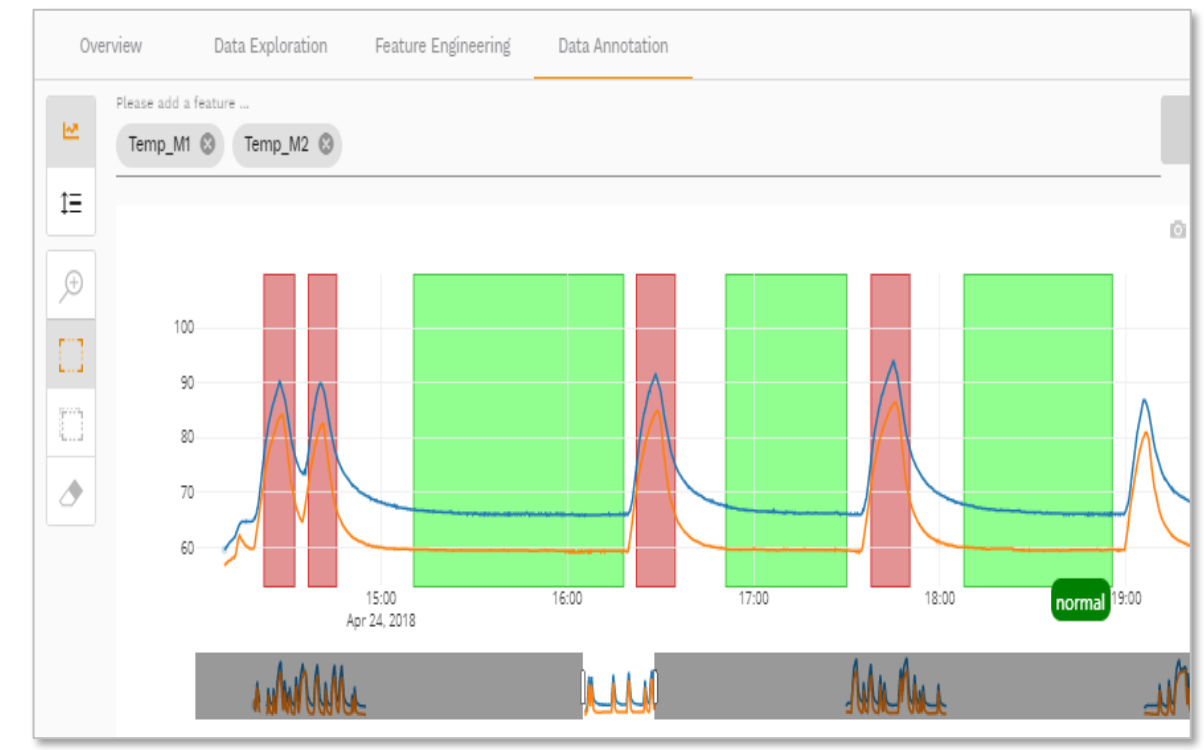 Overview Data Exploration Feature Engineering Data Annotation
Please add a feature ...
Temp_M1 Temp_M2
100
90
80
70
60
15:00 16:00 17:00 18:00 19:00
Apr 24, 2018
normal